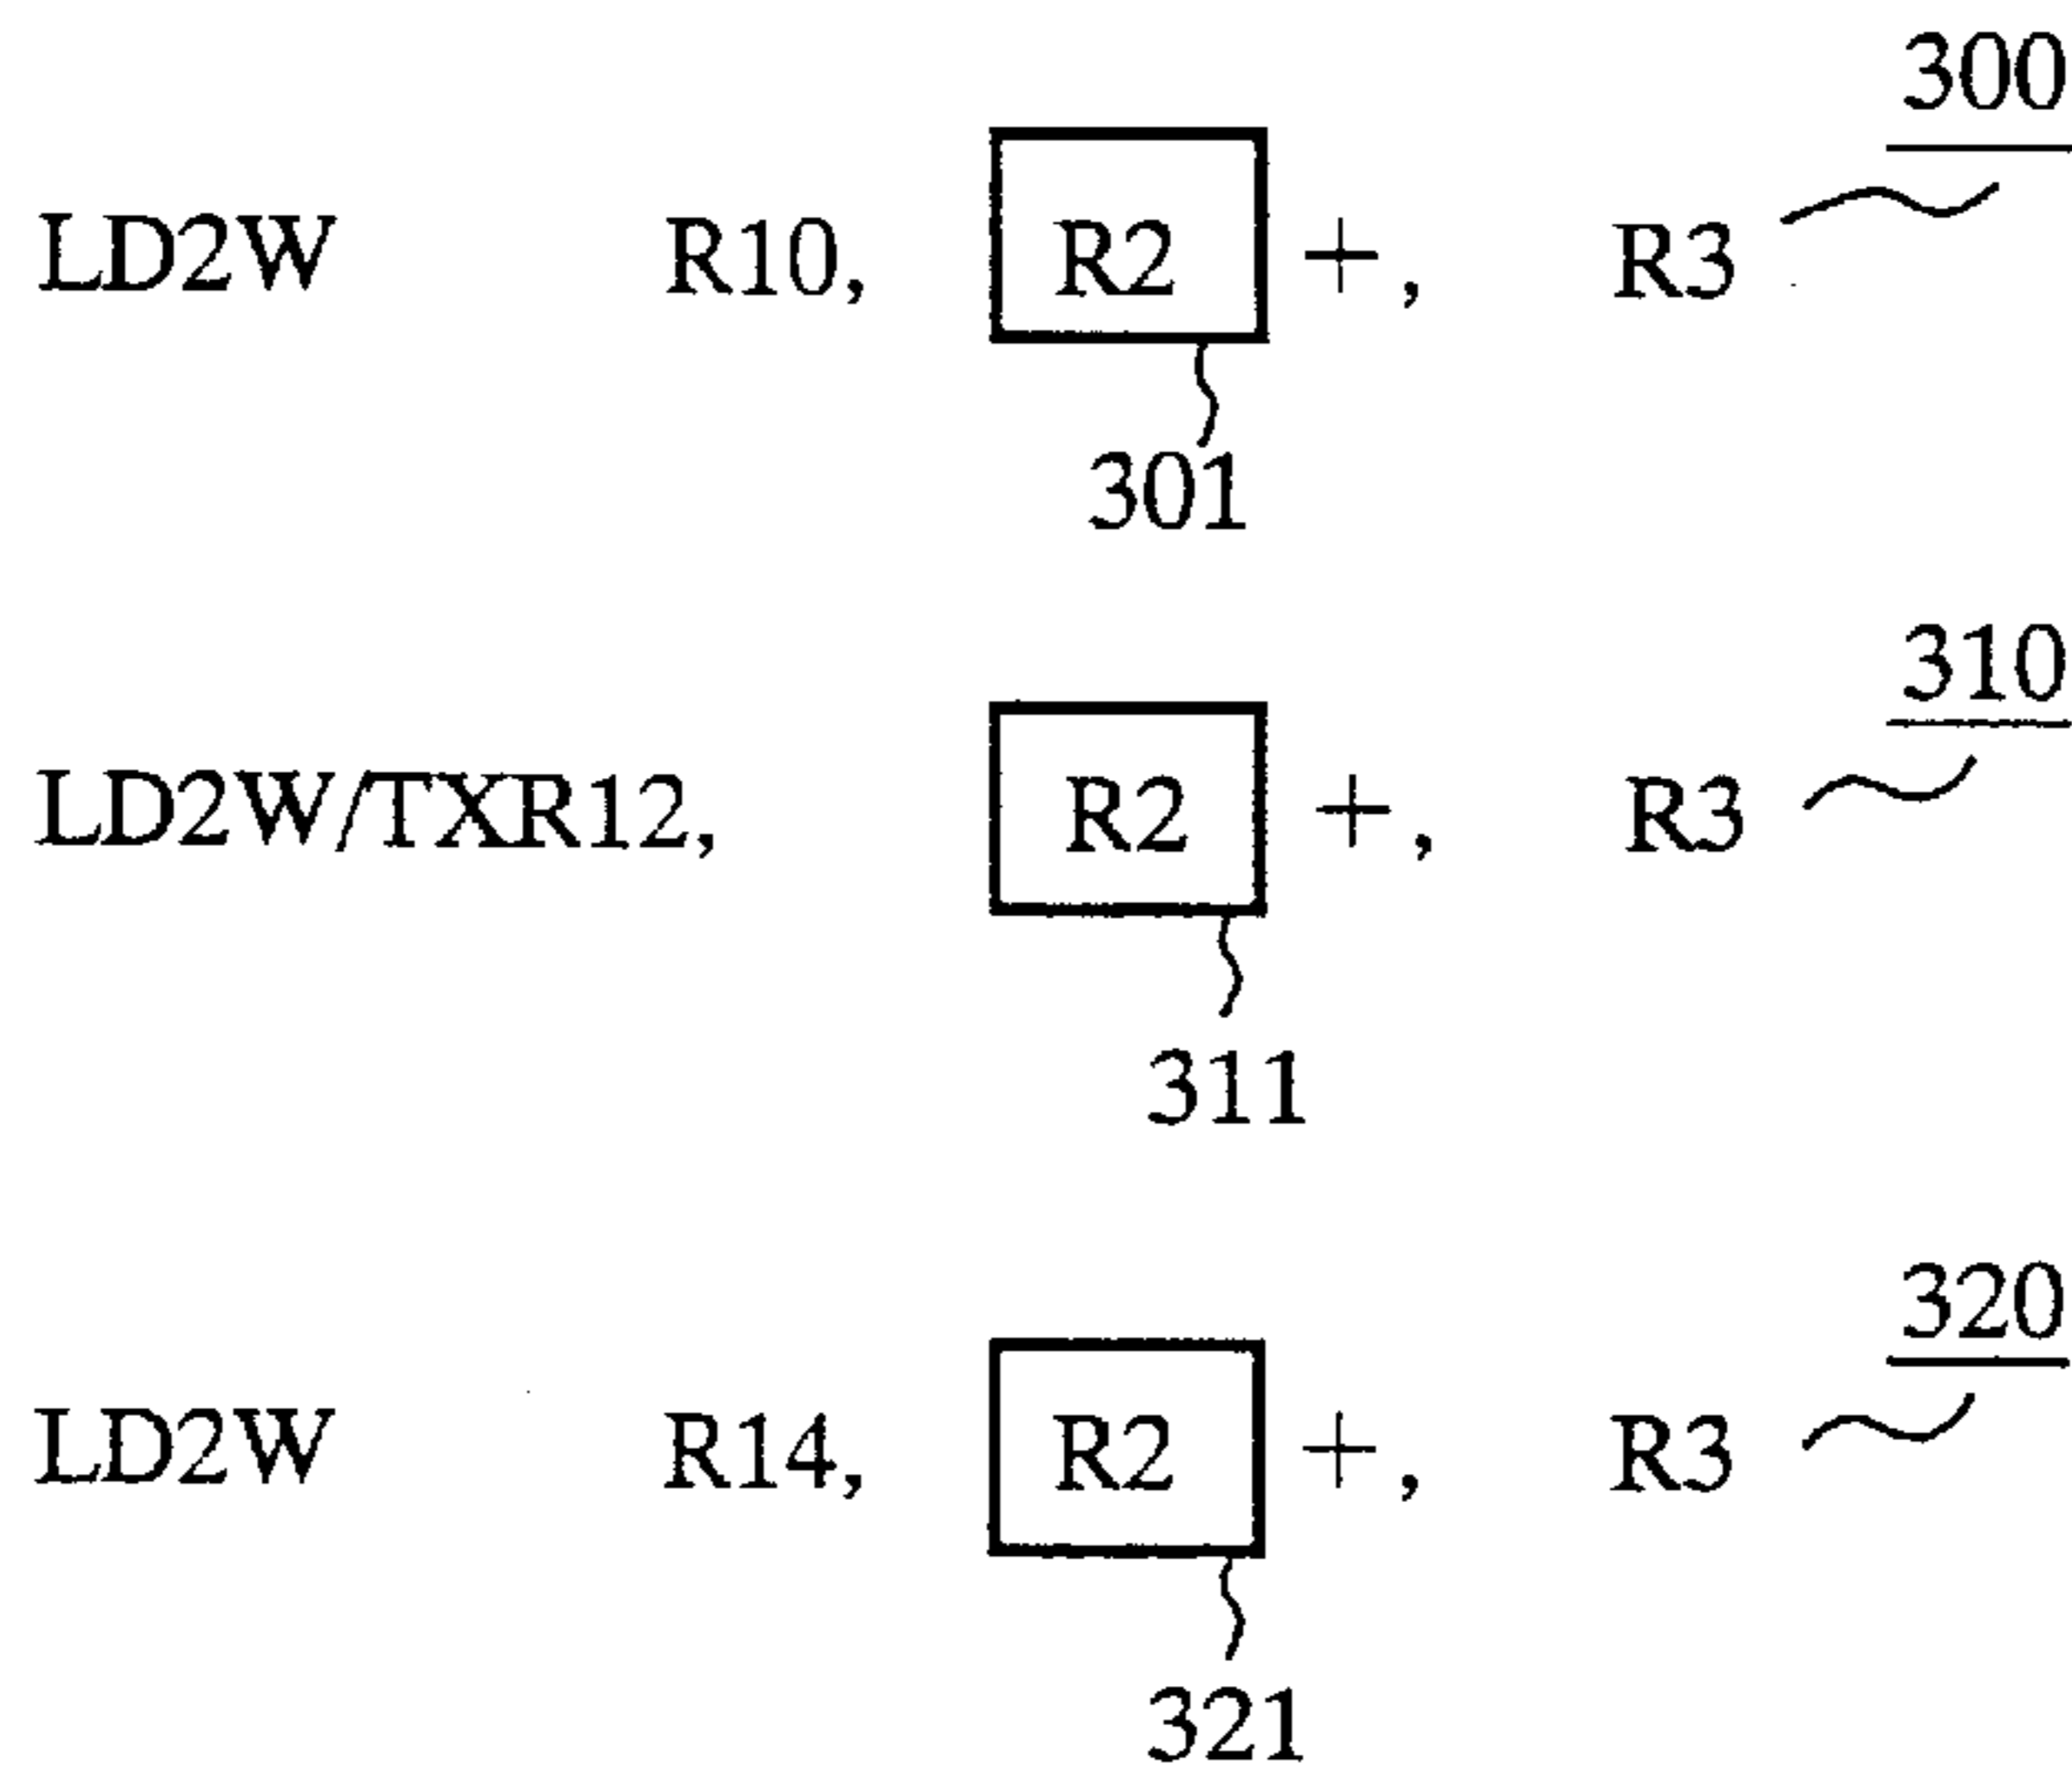 300
LD2W R10, R2 +, R3
301
310
LD2W/TXR12, R2 +, R3
311
320
LD2W R14, R2 +, R3
321